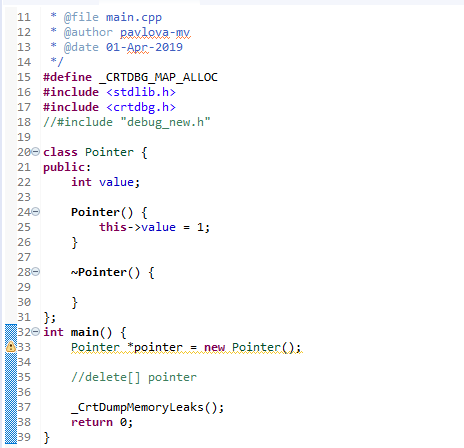 11 * @file main.cpp
12 * @author pavlova-mv
13 * @date 01-Apr-2019
14 */
15 #define _CRTDBG_MAP_ALLOC
16 #include <stdlib.h>
17 #include <crtdbg.h>
18 //#include "debug_new.h"
19
20 class Pointer {
21 public:
22     int value;
23
24     Pointer() {
25         this->value = 1;
26     }
27
28     ~Pointer() {
29
30     }
31 };
32 int main() {
33     Pointer *pointer = new Pointer();
34
35     //delete[] pointer
36
37     _CrtDumpMemoryLeaks();
38     return 0;
39 }